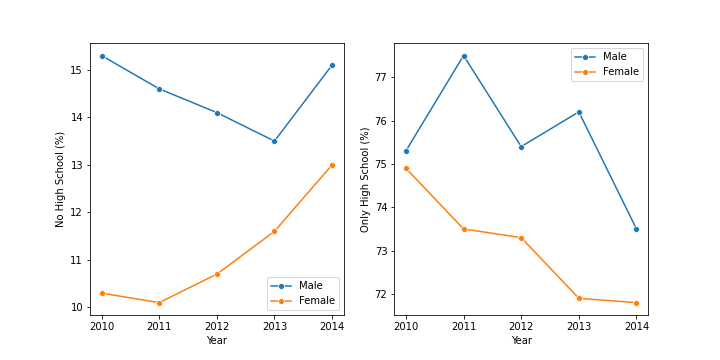 No High School (%)
15
14
13
12
11
10
2010 2011 2012 2013 2014
Year
Male
Female
Only High School (%)
77
76
75
74
73
72
2010 2011 2012 2013 2014
Year
Male
Female